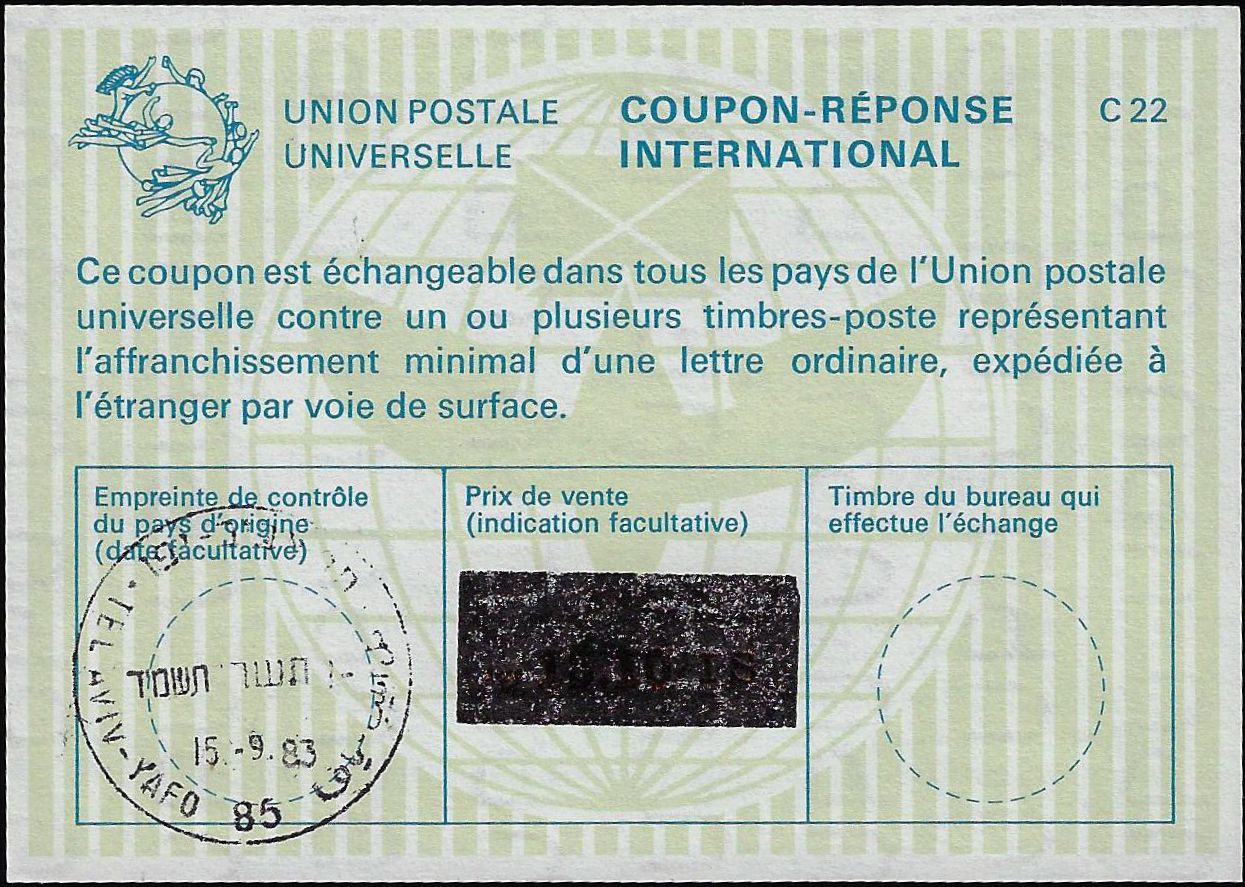 UNION POSTALE
UNIVERSELLE
COUPON-RÉPONSE
INTERNATIONAL
C 22
Ce coupon est échangeable dans tous les pays de l'Union postale
universelle contre un ou plusieurs timbres-poste représentant
l'affranchissement minimal d'une lettre ordinaire, expédiée à
l'étranger par voie de surface.
Empreinte de contrôle
du pays d'origine
(date facultative)
Prix de vente
(indication facultative)
Timbre du bureau qui
effectue l'échange
תשרי תשמד
15.-9.83
TEL AVIV-YAFO 85